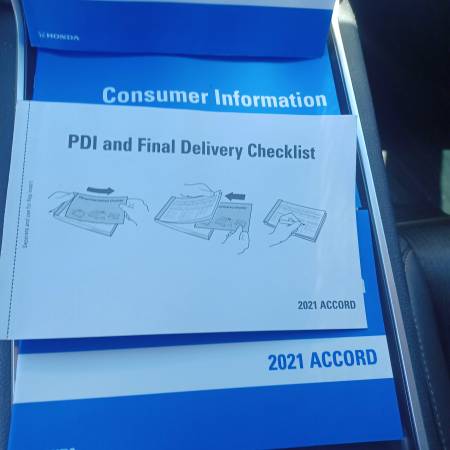 HONDA
Consumer Information
PDI and Final Delivery Checklist
2021 ACCORD
2021 ACCORD